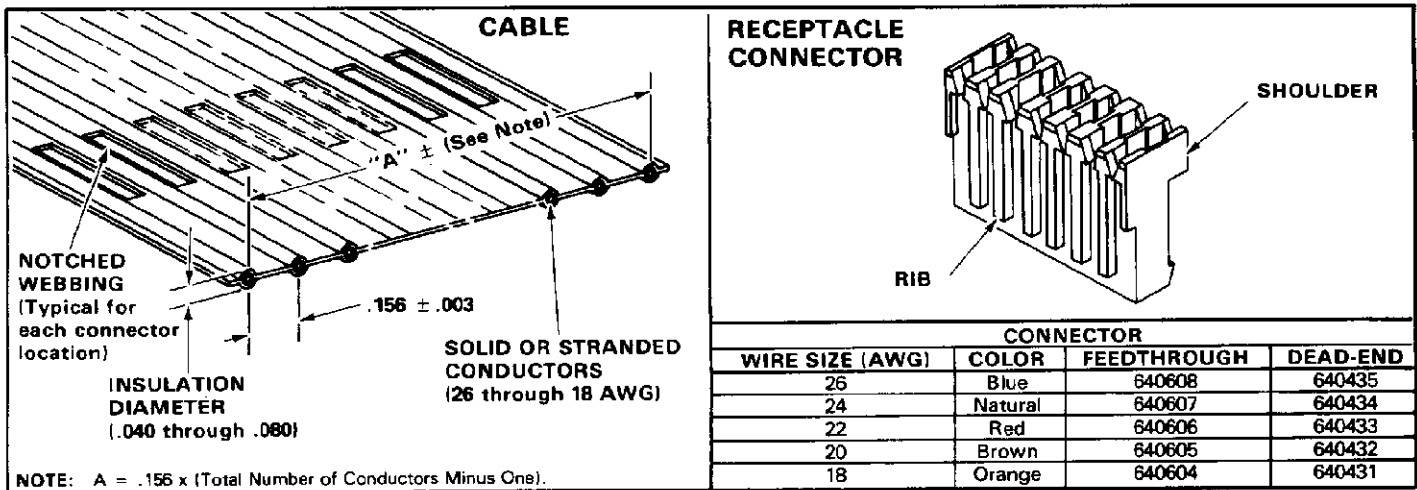 CABLE
"A" ± (See Note)
NOTCHED
WEBBING
(Typical for
each connector
location)
.156 ± .003
INSULATION
DIAMETER
(.040 through .080)
SOLID OR STRANDED
CONDUCTORS
(26 through 18 AWG)
NOTE: A = .156 x (Total Number of Conductors Minus One).
RECEPTACLE
CONNECTOR
SHOULDER
RIB
CONNECTOR
WIRE SIZE (AWG) COLOR FEEDTHROUGH DEAD-END
26 Blue 640608 640435
24 Natural 640607 640434
22 Red 640606 640433
20 Brown 640605 640432
18 Orange 640604 640431